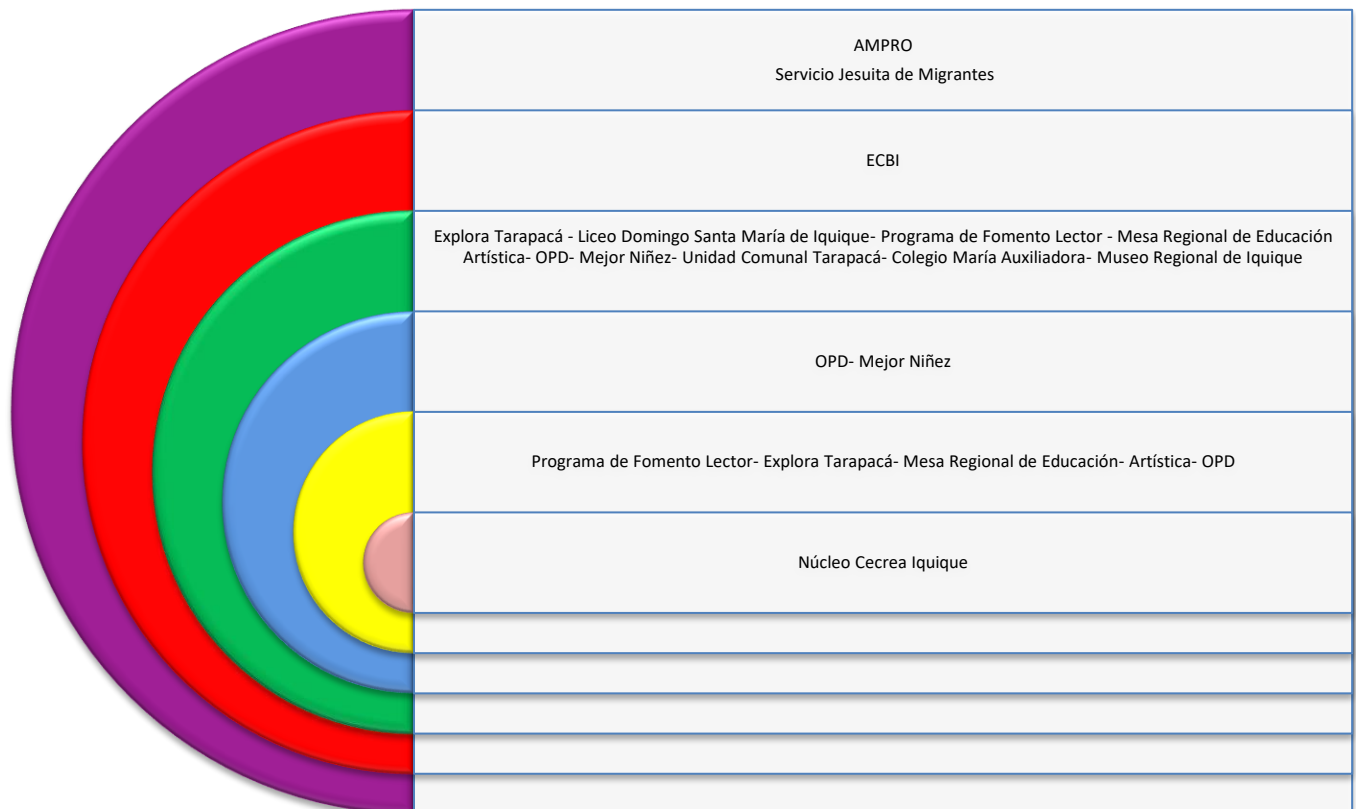 AMPRO
Servicio Jesuita de Migrantes
ECBI
Explora Tarapacá - Liceo Domingo Santa María de Iquique- Programa de Fomento Lector - Mesa Regional de Educación
Artística- OPD- Mejor Niñez- Unidad Comunal Tarapacá- Colegio María Auxiliadora- Museo Regional de Iquique
OPD- Mejor Niñez
Programa de Fomento Lector- Explora Tarapacá- Mesa Regional de Educación- Artística- OPD
Núcleo Cecrea Iquique